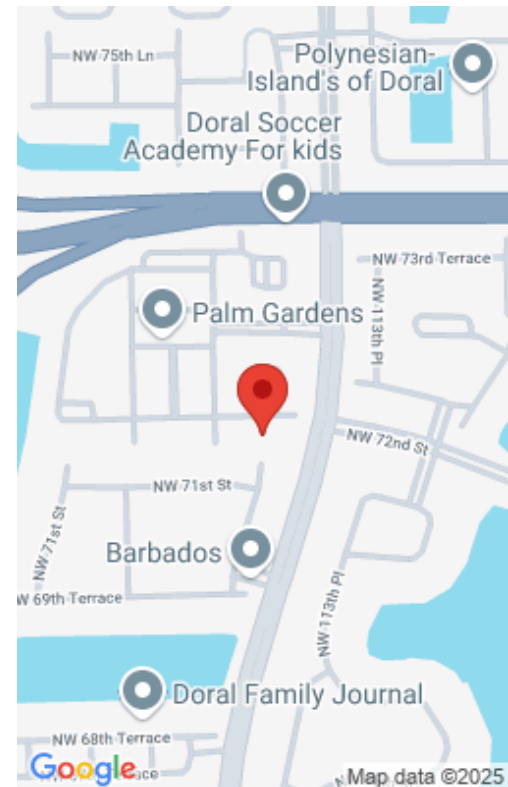 NW 75th Ln
Polynesian-
Island's of Doral
Doral Soccer
Academy For kids
NW 73rd Terrace
NW 113th Pl
Palm Gardens
NW 72nd St
NW 71st St
NW 71st St
Barbados
W 69th Terrace
NW 113th Pl
Doral Family Journal
NW 68th Terrace
Terrace
Google
Map data ©2025